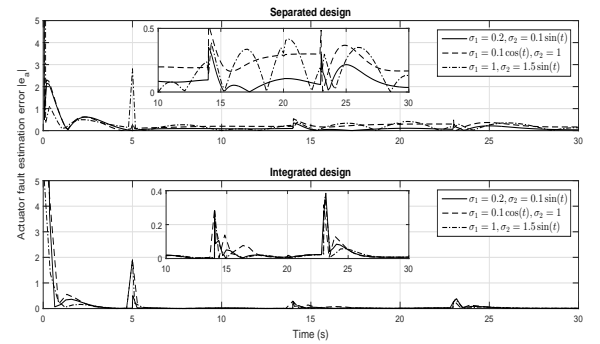 Separated design
Actuator fault estimation error |e_a|
5
4
3
2
1
0
0.5
0
10 15 20 25 30
σ₁ = 0.2, σ₂ = 0.1 sin(t)
σ₁ = 0.1 cos(t), σ₂ = 1
σ₁ = 1, σ₂ = 1.5 sin(t)
0 5 10 15 20 25 30
Integrated design
5
4
3
2
1
0
0.4
0.2
0
10 15 20 25 30
σ₁ = 0.2, σ₂ = 0.1 sin(t)
σ₁ = 0.1 cos(t), σ₂ = 1
σ₁ = 1, σ₂ = 1.5 sin(t)
0 5 10 15 20 25 30
Time (s)